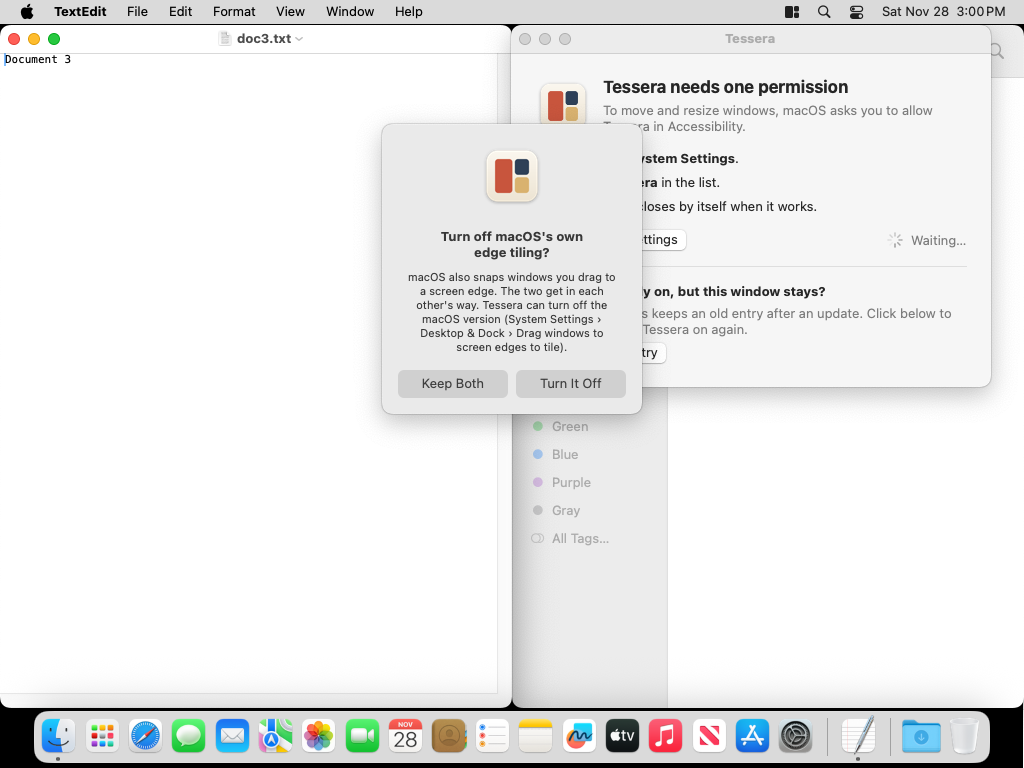 TextEdit File Edit Format View Window Help Sat Nov 28 3:00 PM
doc3.txt
Document 3
Tessera
Tessera needs one permission
To move and resize windows, macOS asks you to allow
in Accessibility.
System Settings.
in the list.
closes by itself when it works.
Waiting...
on, but this window stays?
keeps an old entry after an update. Click below to
Tessera on again.
Turn off macOS's own
edge tiling?
macOS also snaps windows you drag to
a screen edge. The two get in each
other's way. Tessera can turn off the
macOS version (System Settings ›
Desktop & Dock › Drag windows to
screen edges to tile).
Keep Both
Turn It Off
Green
Blue
Purple
Gray
All Tags...
NOV
28
tv